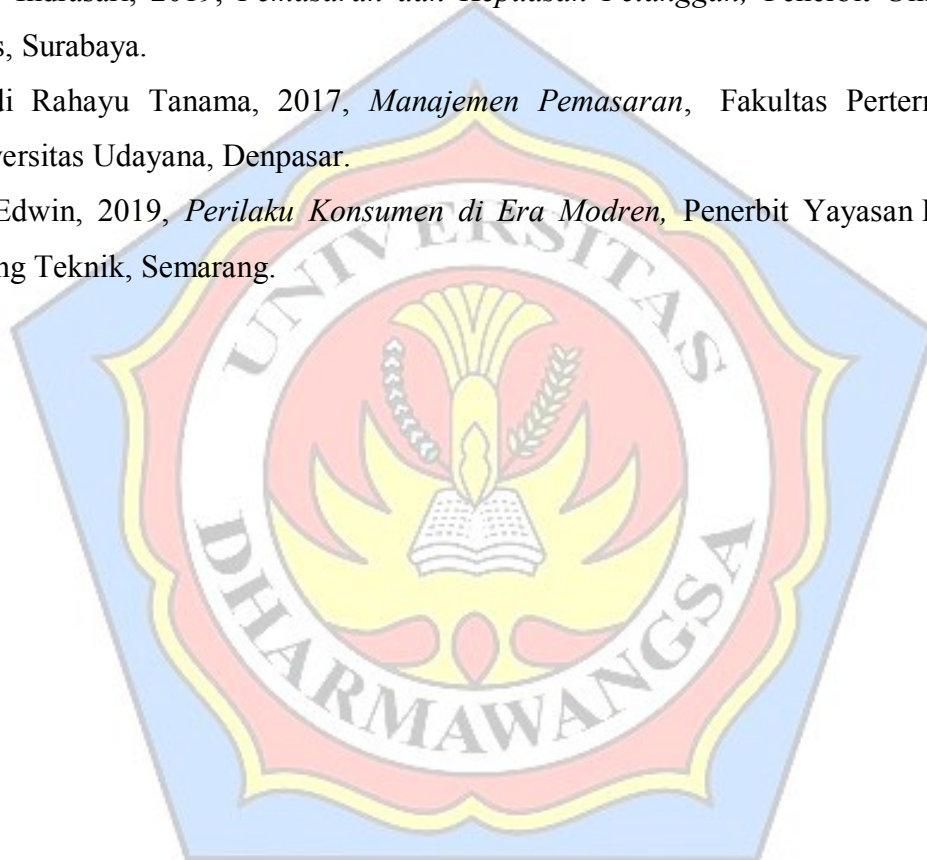 Indrasari, 2019, Pemasaran dan Kepuasan Pelanggan, Penerbit
s, Surabaya.
di Rahayu Tanama, 2017, Manajemen Pemasaran, Fakultas Pertern
versitas Udayana, Denpasar.
Edwin, 2019, Perilaku Konsumen di Era Modren, Penerbit Yayasan
ng Teknik, Semarang.
UNIVERSITAS
DHARMAWANGSA